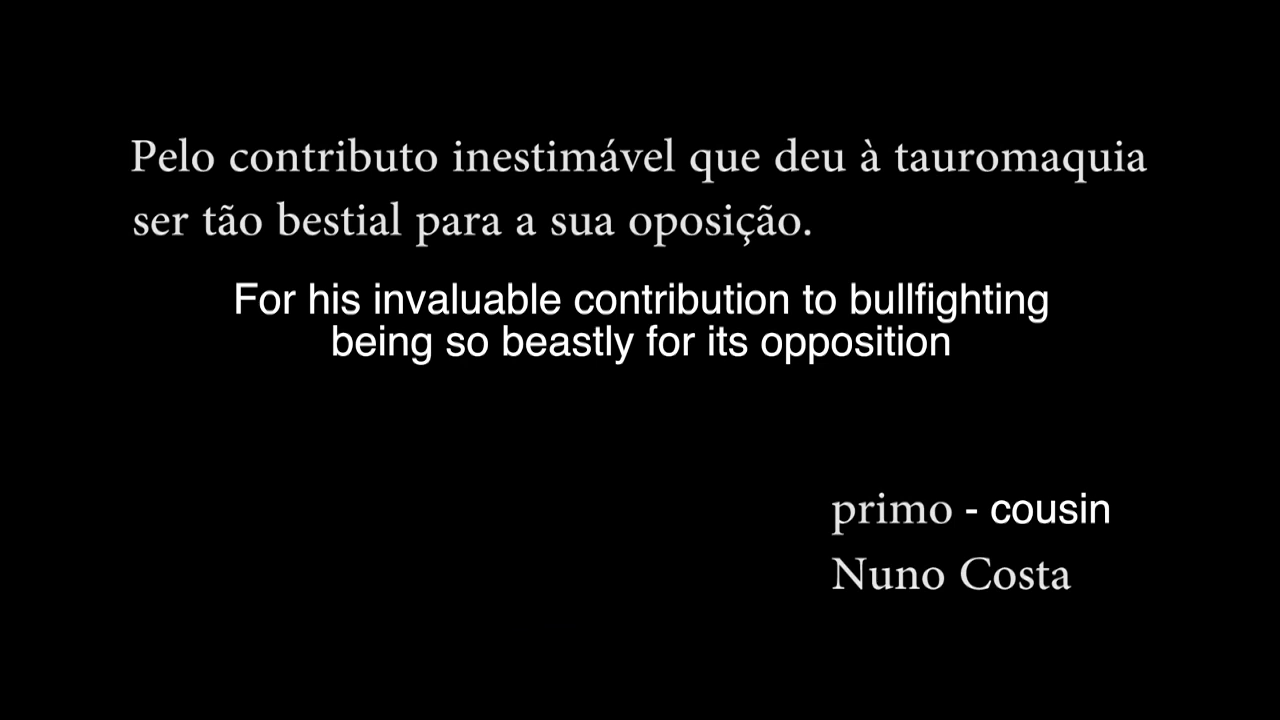 Pelo contributo inestimável que deu à tauromaquia
ser tão bestial para a sua oposição.
For his invaluable contribution to bullfighting
being so beastly for its opposition
primo - cousin
Nuno Costa